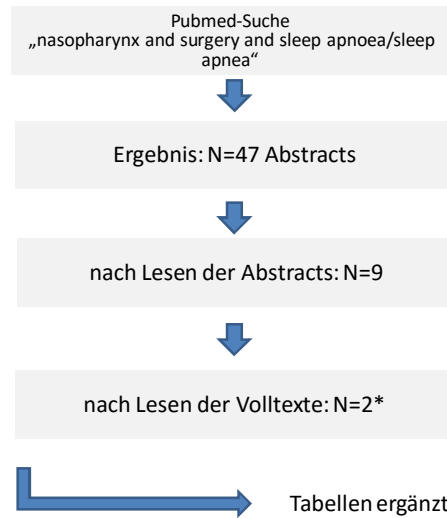 Pubmed-Suche
„nasopharynx and surgery and sleep apnoea/sleep
apnea“
Ergebnis: N=47 Abstracts
nach Lesen der Abstracts: N=9
nach Lesen der Volltexte: N=2*
Tabellen ergänzt